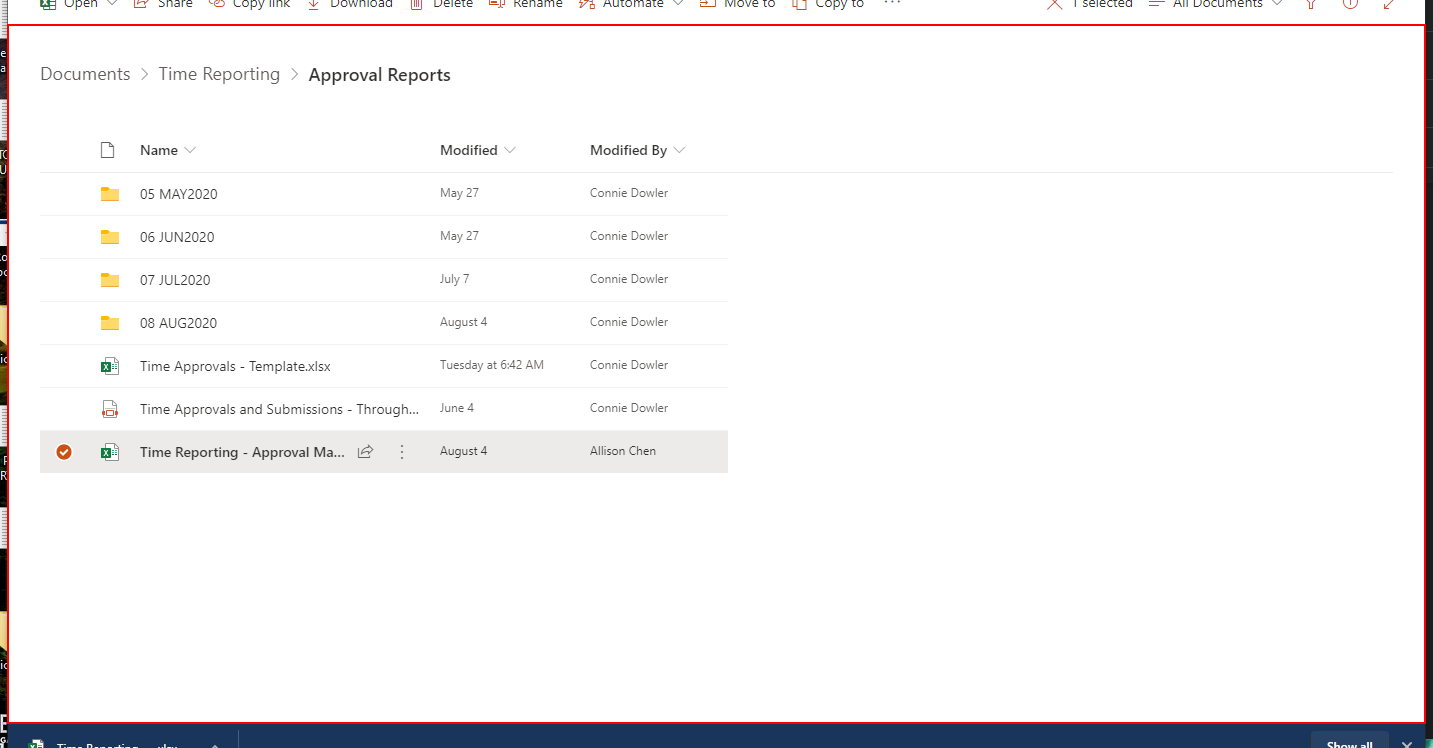 Open Share Copy link Download Delete Rename Automate Move to Copy to ... 1 selected All Documents
Documents > Time Reporting > Approval Reports
Name Modified Modified By
05 MAY2020 May 27 Connie Dowler
06 JUN2020 May 27 Connie Dowler
07 JUL2020 July 7 Connie Dowler
08 AUG2020 August 4 Connie Dowler
Time Approvals - Template.xlsx Tuesday at 6:42 AM Connie Dowler
Time Approvals and Submissions - Through... June 4 Connie Dowler
Time Reporting - Approval Ma... August 4 Allison Chen
Show all